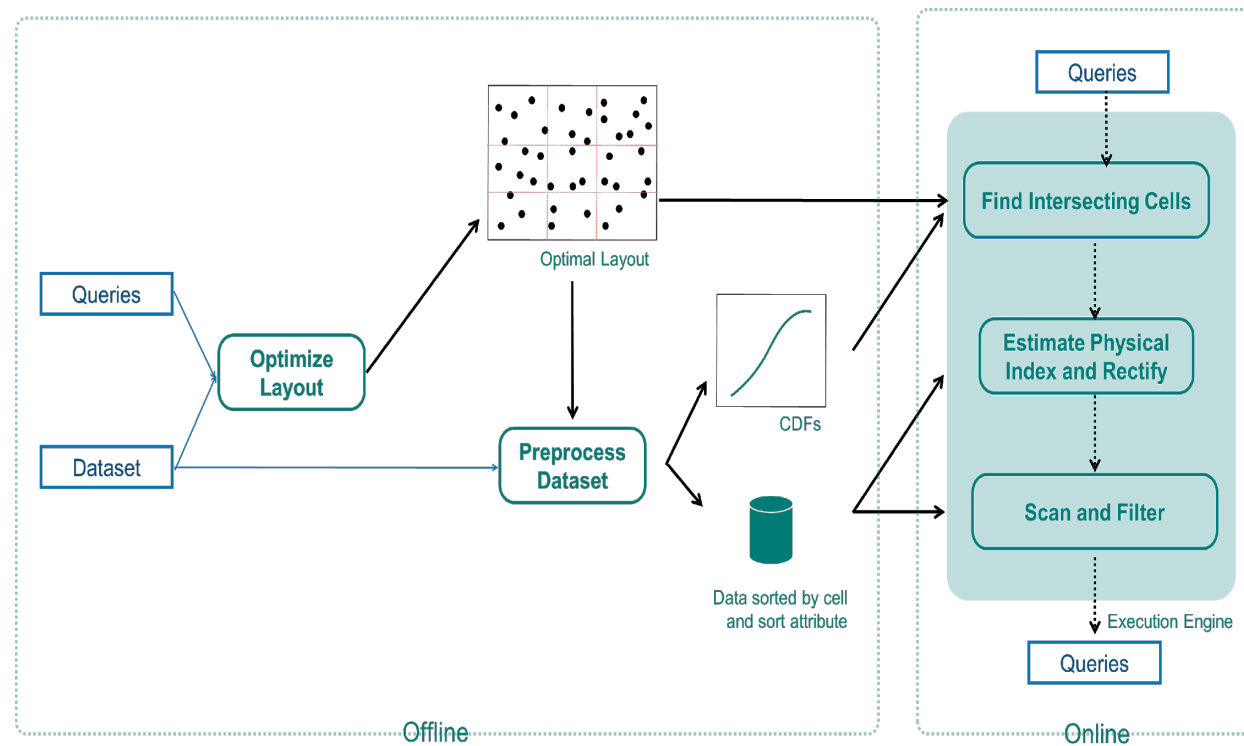 Queries
Dataset
Optimize
Layout
Optimal Layout
Preprocess
Dataset
CDFs
Data sorted by cell
and sort attribute
Offline
Queries
Find Intersecting Cells
Estimate Physical
Index and Rectify
Scan and Filter
Execution Engine
Queries
Online